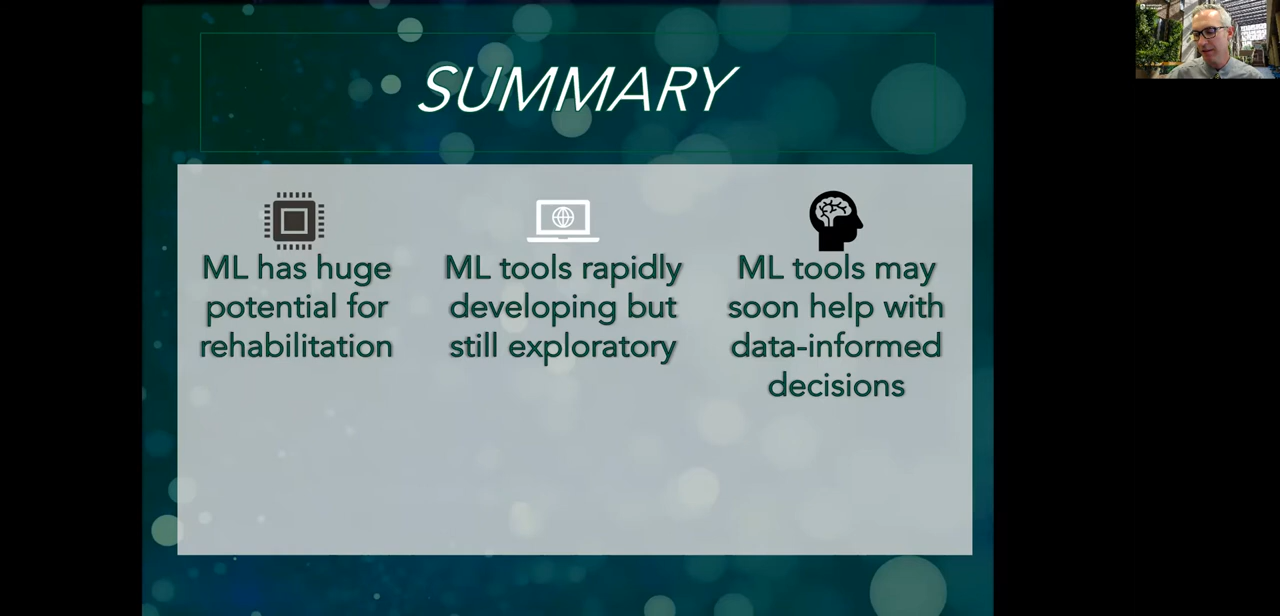 SUMMARY
ML has huge
potential for
rehabilitation
ML tools rapidly
developing but
still exploratory
ML tools may
soon help with
data-informed
decisions